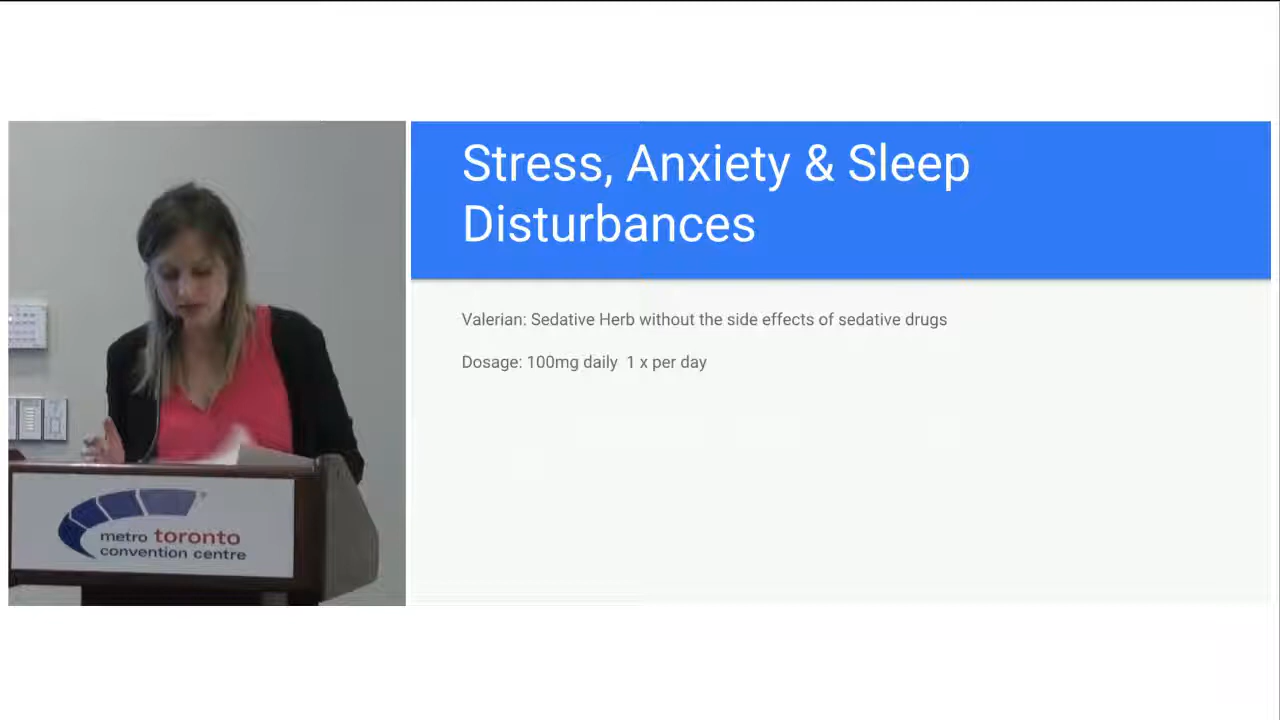 Stress, Anxiety & Sleep
Disturbances
Valerian: Sedative Herb without the side effects of sedative drugs
Dosage: 100mg daily  1 x per day
metro toronto
convention centre